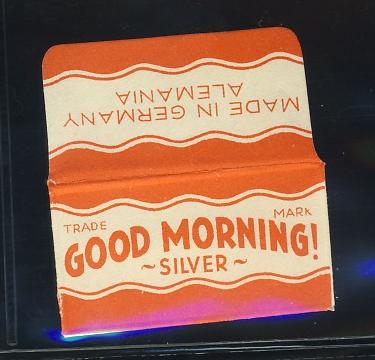 MADE IN GERMANY
ALEMANIA
TRADE MARK
GOOD MORNING!
~SILVER~